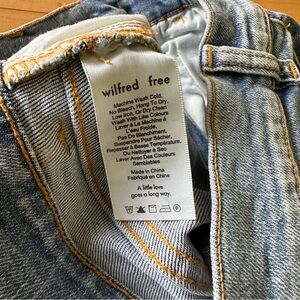 wilfred free
Machine Wash Cold,
No Bleach, Hang To Dry,
Low Iron, Or Dry Clean
Wash With Like Colours
Laver À La Machine À
L'eau Froide,
Pas De Blanchiment,
Suspendre Pour Sécher,
Repasser À Basse Température,
Ou Nettoyer À Sec
Laver Avec Des Couleurs
Semblables
Made in China
Fabriqué en Chine
A little love
goes a long way.